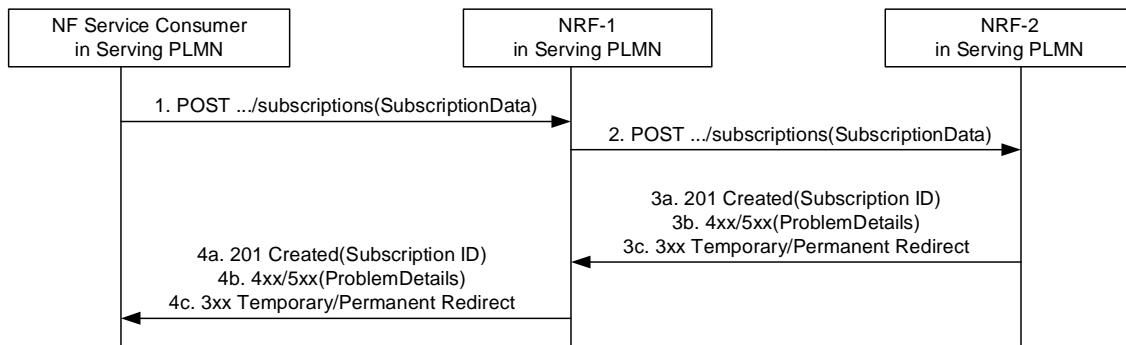 NF Service Consumer
in Serving PLMN
NRF-1
in Serving PLMN
NRF-2
in Serving PLMN
1. POST .../subscriptions(SubscriptionData)
2. POST .../subscriptions(SubscriptionData)
3a. 201 Created(Subscription ID)
3b. 4xx/5xx(ProblemDetails)
3c. 3xx Temporary/Permanent Redirect
4a. 201 Created(Subscription ID)
4b. 4xx/5xx(ProblemDetails)
4c. 3xx Temporary/Permanent Redirect